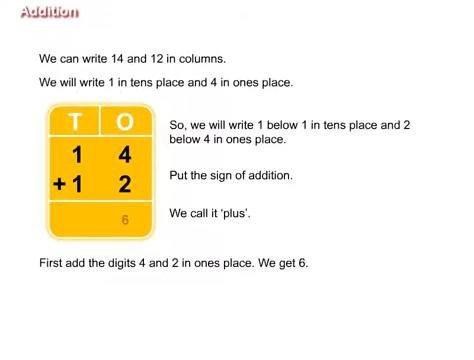 Addition
We can write 14 and 12 in columns.
We will write 1 in tens place and 4 in ones place.
T O
1 4
+ 1 2
6
So, we will write 1 below 1 in tens place and 2
below 4 in ones place.
Put the sign of addition.
We call it ‘plus’.
First add the digits 4 and 2 in ones place. We get 6.